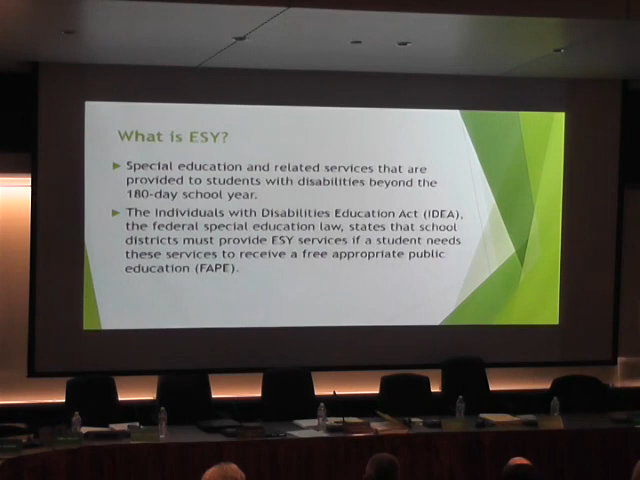 What is ESY?
Special education and related services that are
provided to students with disabilities beyond the
180-day school year.
The Individuals with Disabilities Education Act (IDEA),
the federal special education law, states that school
districts must provide ESY services if a student needs
these services to receive a free appropriate public
education (FAPE).